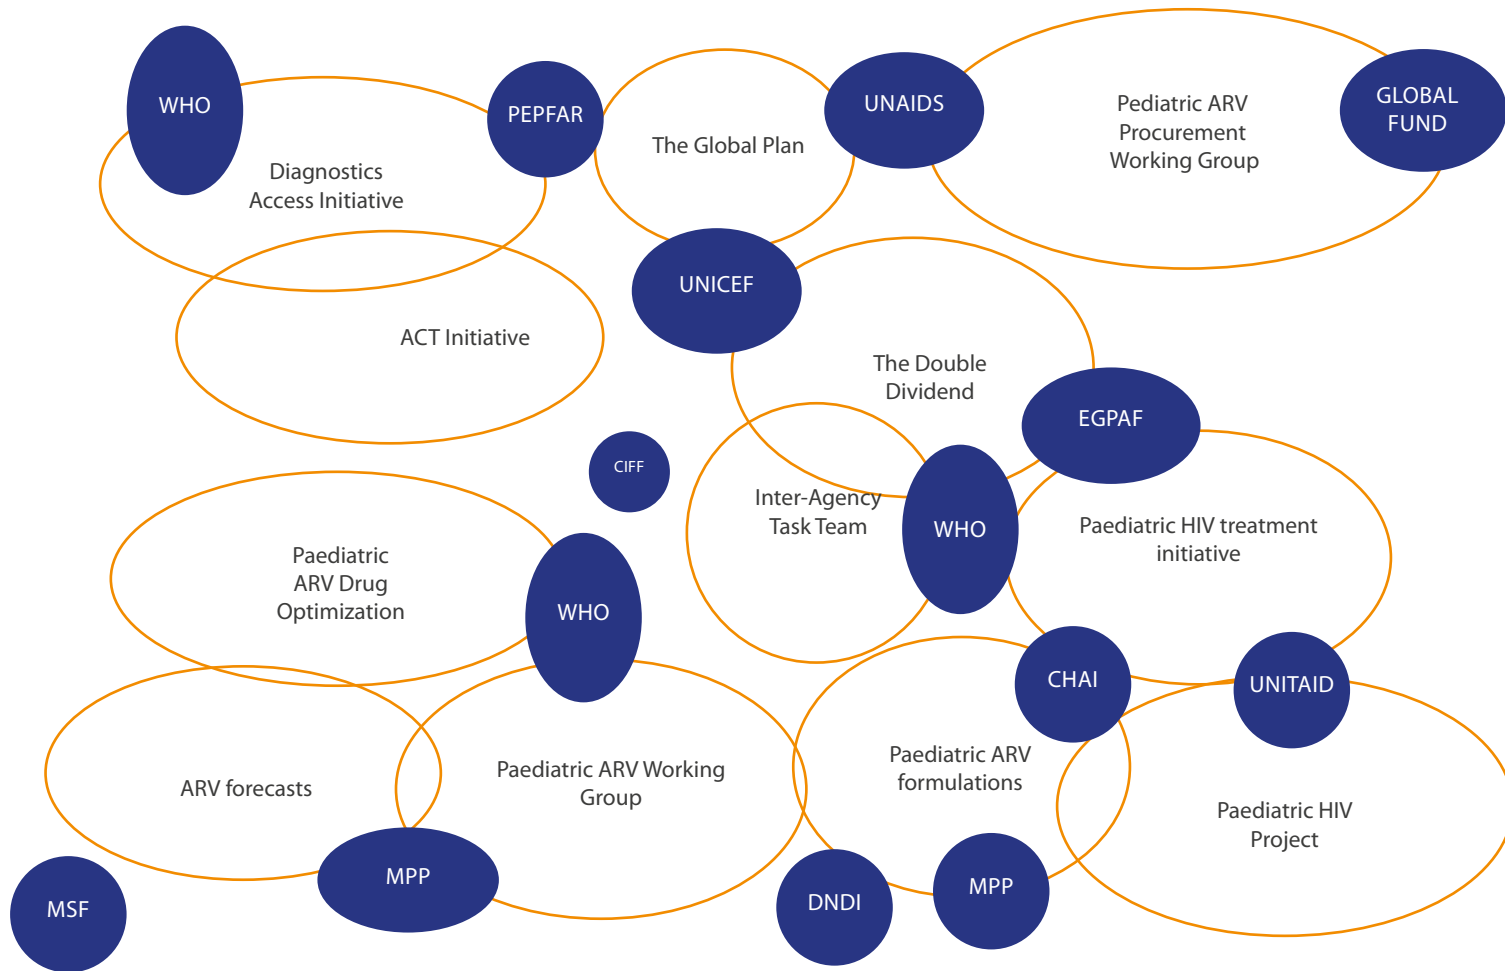 WHO
Diagnostics
Access Initiative
PEPFAR
The Global Plan
UNAIDS
Pediatric ARV
Procurement
Working Group
GLOBAL
FUND
ACT Initiative
UNICEF
The Double
Dividend
EGPAF
CIFF
Inter-Agency
Task Team
WHO
Paediatric HIV treatment
initiative
Paediatric
ARV Drug
Optimization
WHO
CHAI
UNITAID
ARV forecasts
Paediatric ARV Working
Group
Paediatric ARV
formulations
Paediatric HIV
Project
MSF
MPP
DNDI
MPP